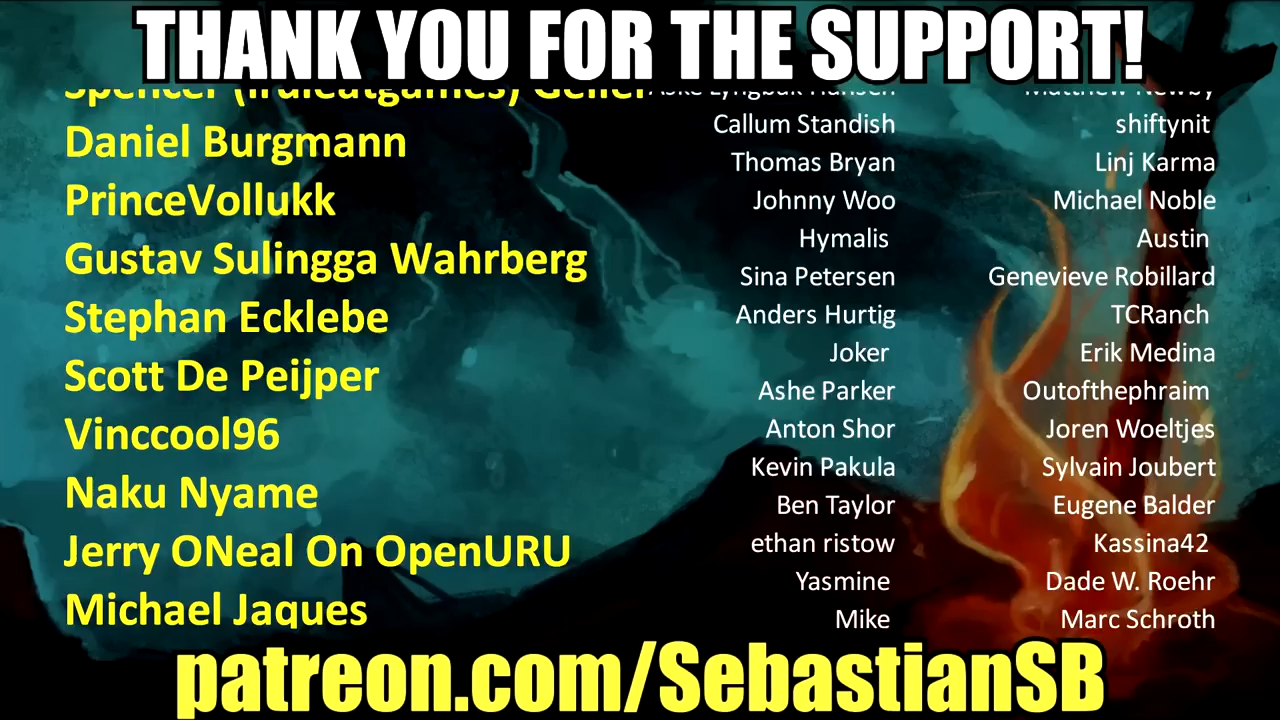 THANK YOU FOR THE SUPPORT!
Daniel Burgmann
PrinceVollukk
Gustav Sulingga Wahrberg
Stephan Ecklebe
Scott De Peijper
Vinccool96
Naku Nyame
Jerry ONeal On OpenURU
Michael Jaques
Callum Standish
Thomas Bryan
Johnny Woo
Hymalis
Sina Petersen
Anders Hurtig
Joker
Ashe Parker
Anton Shor
Kevin Pakula
Ben Taylor
ethan ristow
Yasmine
Mike
Matthew Newby
shiftynit
Linj Karma
Michael Noble
Austin
Genevieve Robillard
TCRanch
Erik Medina
Outofthephraim
Joren Woeltjes
Sylvain Joubert
Eugene Balder
Kassina42
Dade W. Roehr
Marc Schroth
patreon.com/SebastianSB